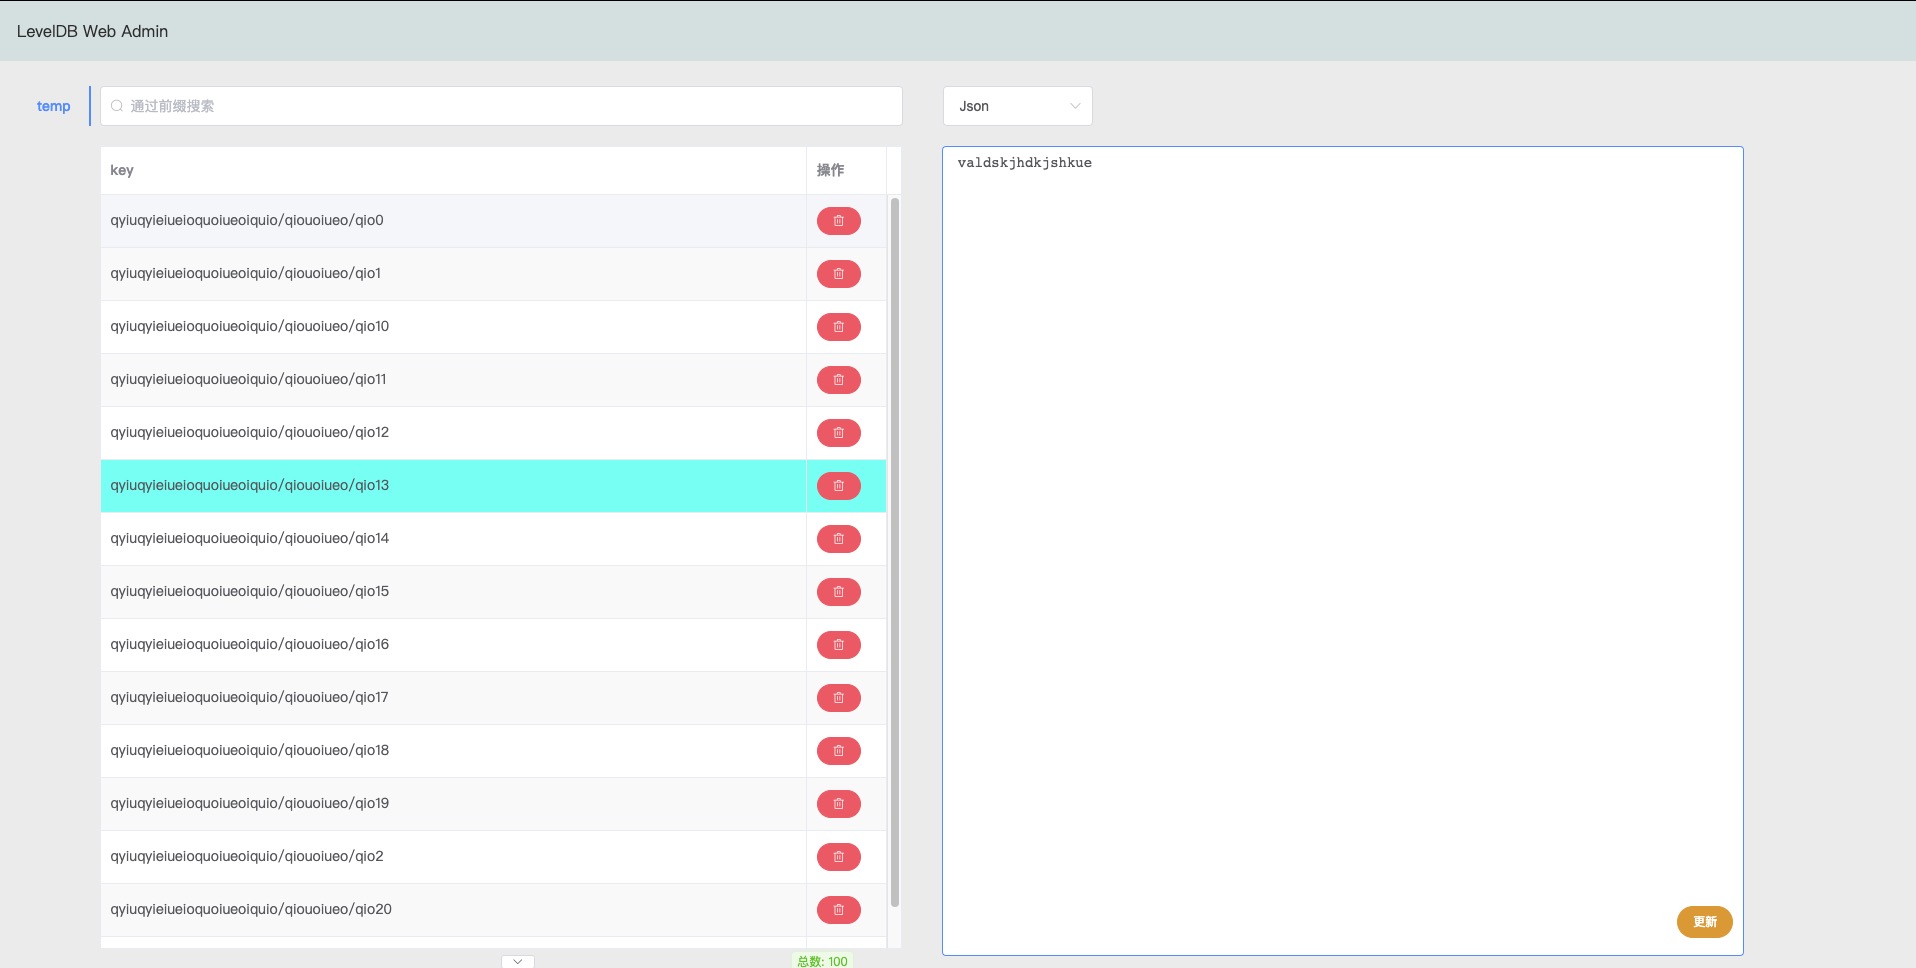 LevelDB Web Admin
temp
通过前缀搜索
Json
key
操作
qyiuqyieiueioquoiueoiquio/qiouoiueo/qio0
qyiuqyieiueioquoiueoiquio/qiouoiueo/qio1
qyiuqyieiueioquoiueoiquio/qiouoiueo/qio10
qyiuqyieiueioquoiueoiquio/qiouoiueo/qio11
qyiuqyieiueioquoiueoiquio/qiouoiueo/qio12
qyiuqyieiueioquoiueoiquio/qiouoiueo/qio13
qyiuqyieiueioquoiueoiquio/qiouoiueo/qio14
qyiuqyieiueioquoiueoiquio/qiouoiueo/qio15
qyiuqyieiueioquoiueoiquio/qiouoiueo/qio16
qyiuqyieiueioquoiueoiquio/qiouoiueo/qio17
qyiuqyieiueioquoiueoiquio/qiouoiueo/qio18
qyiuqyieiueioquoiueoiquio/qiouoiueo/qio19
qyiuqyieiueioquoiueoiquio/qiouoiueo/qio2
qyiuqyieiueioquoiueoiquio/qiouoiueo/qio20
总数: 100
valdskjhdkjshkue
更新